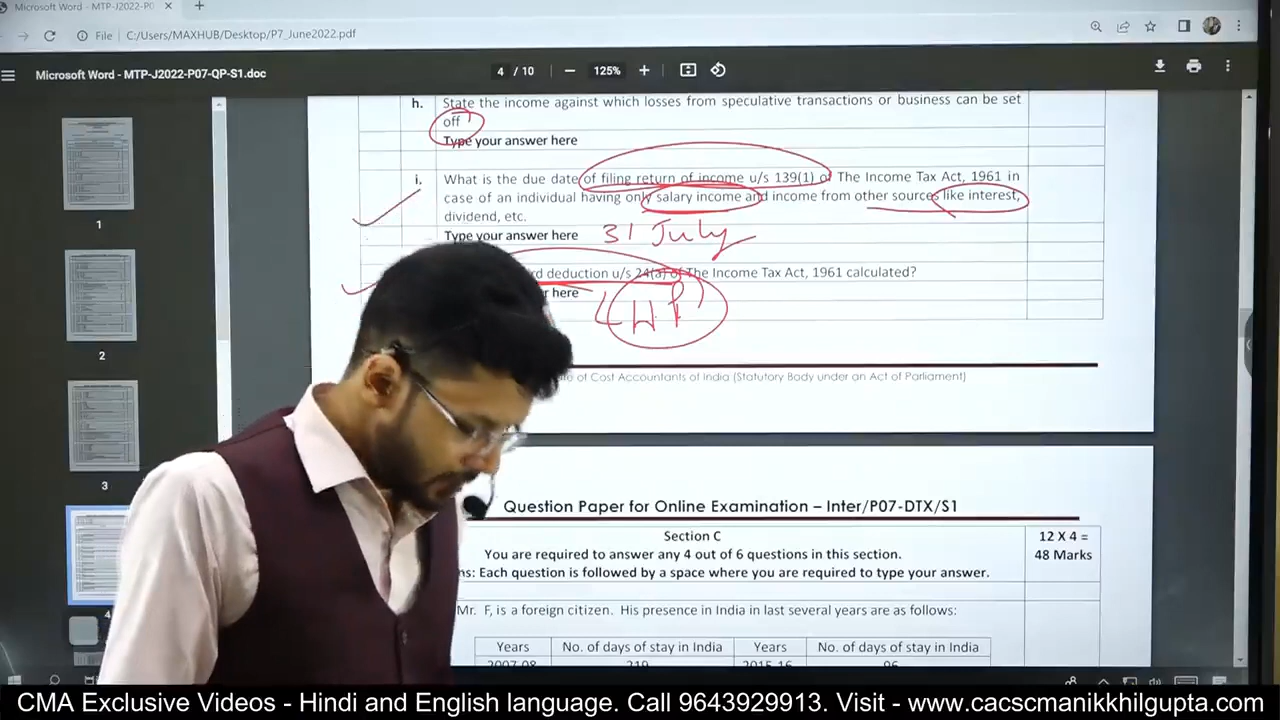 Microsoft Word - MTP-J2022-P0
File
C:/Users/MAXHUB/Desktop/P7_June2022.pdf
Microsoft Word - MTP-J2022-P07-QP-S1.doc
4 / 10
125%
h. State the income against which losses from speculative transactions or business can be set
off
Type your answer here
i. What is the due date of filing return of income u/s 139(1) of The Income Tax Act, 1961 in
case of an individual having only salary income and income from other sources like interest,
dividend, etc.
Type your answer here 31 July
deduction u/s 24(a) of The Income Tax Act, 1961 calculated?
here
HP
of Cost Accountants of India (Statutory Body under an Act of Parliament)
1
2
3
4
Question Paper for Online Examination – Inter/P07-DTX/S1
Section C
12 X 4 =
You are required to answer any 4 out of 6 questions in this section.
48 Marks
Each question is followed by a space where you are required to type your answer.
Mr. F, is a foreign citizen. His presence in India in last several years are as follows:
Years No. of days of stay in India Years No. of days of stay in India
2007-08 219 2015-16 96
CMA Exclusive Videos - Hindi and English language. Call 9643929913. Visit - www.cacscmanikkhilgupta.com